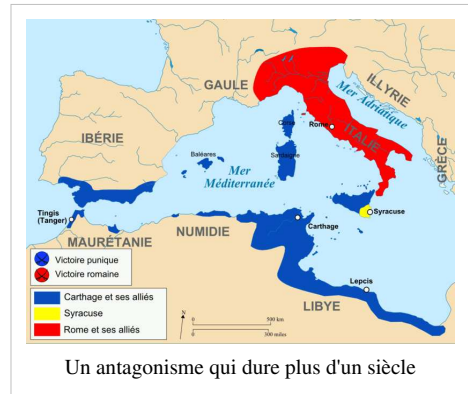 GAULE
ILLYRIE
Mer Adriatique
Corse
Rome
ITALIE
IBÉRIE
Baléares
Sardaigne
GRÈCE
Mer
Méditerranée
Tingis
(Tanger)
Syracuse
Carthage
MAURÉTANIE
NUMIDIE
Victoire punique
Victoire romaine
Lepcis
Carthage et ses alliés
Syracuse
Rome et ses alliés
LIBYE
N
500 km
300 miles
Un antagonisme qui dure plus d'un siècle